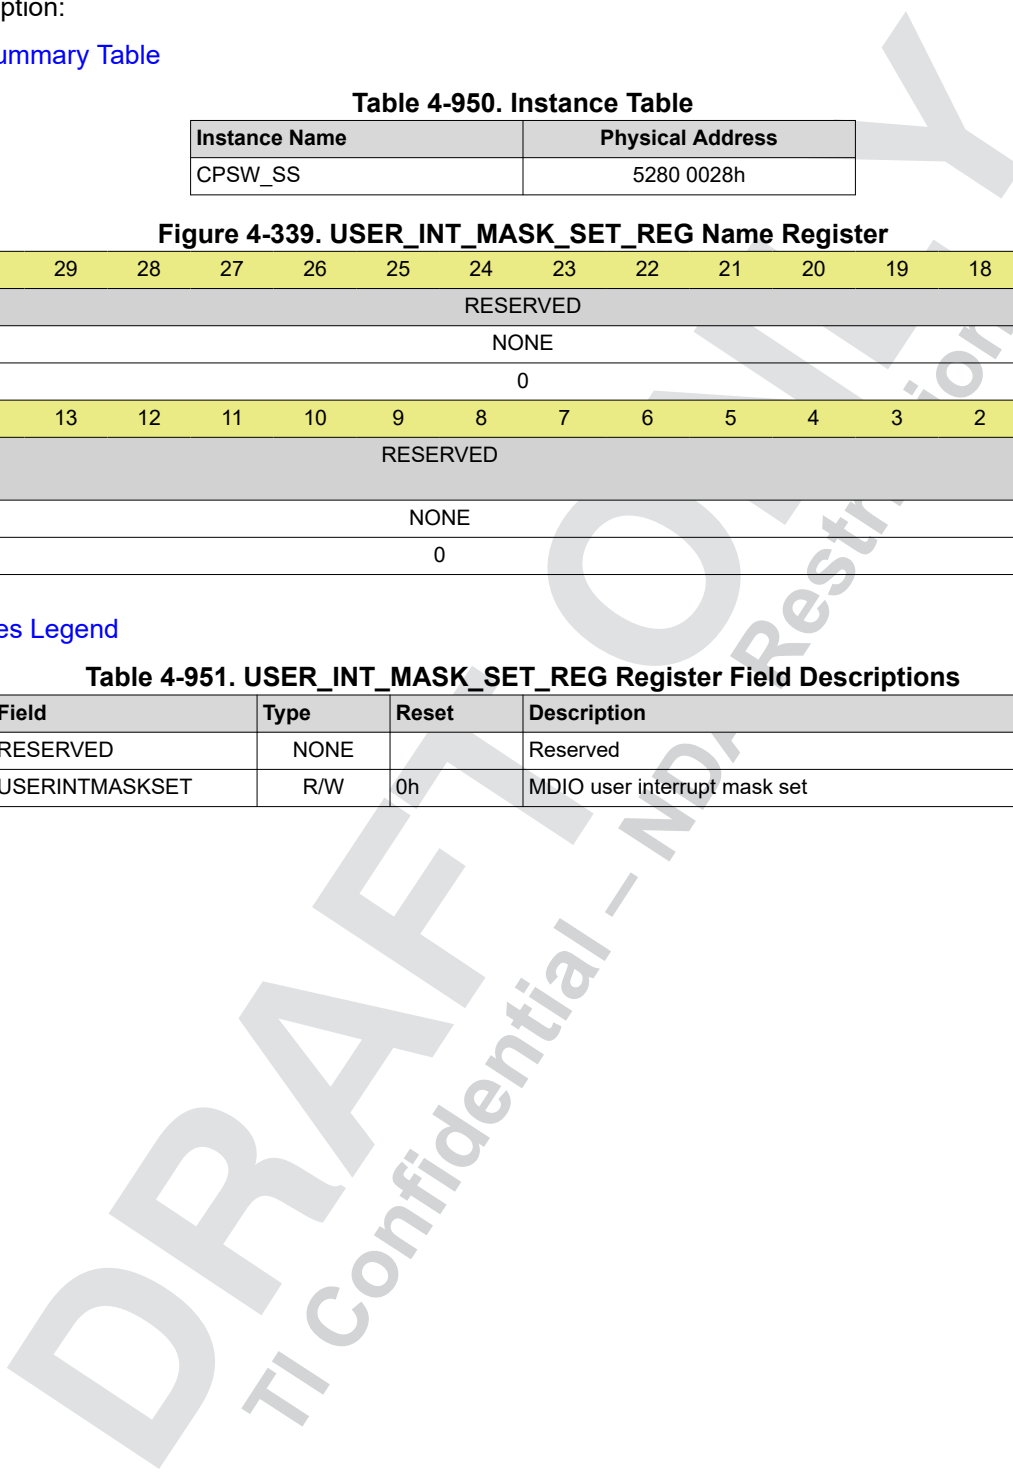 ption:
ummary Table
Table 4-950. Instance Table
Instance Name Physical Address
CPSW_SS 5280 0028h
Figure 4-339. USER_INT_MASK_SET_REG Name Register
29 28 27 26 25 24 23 22 21 20 19 18
RESERVED
NONE
0
13 12 11 10 9 8 7 6 5 4 3 2
RESERVED
NONE
0
es Legend
Table 4-951. USER_INT_MASK_SET_REG Register Field Descriptions
Field Type Reset Description
RESERVED NONE Reserved
USERINTMASKSET R/W 0h MDIO user interrupt mask set
DRAFT ONLY
TI Confidential – NDA Restriction